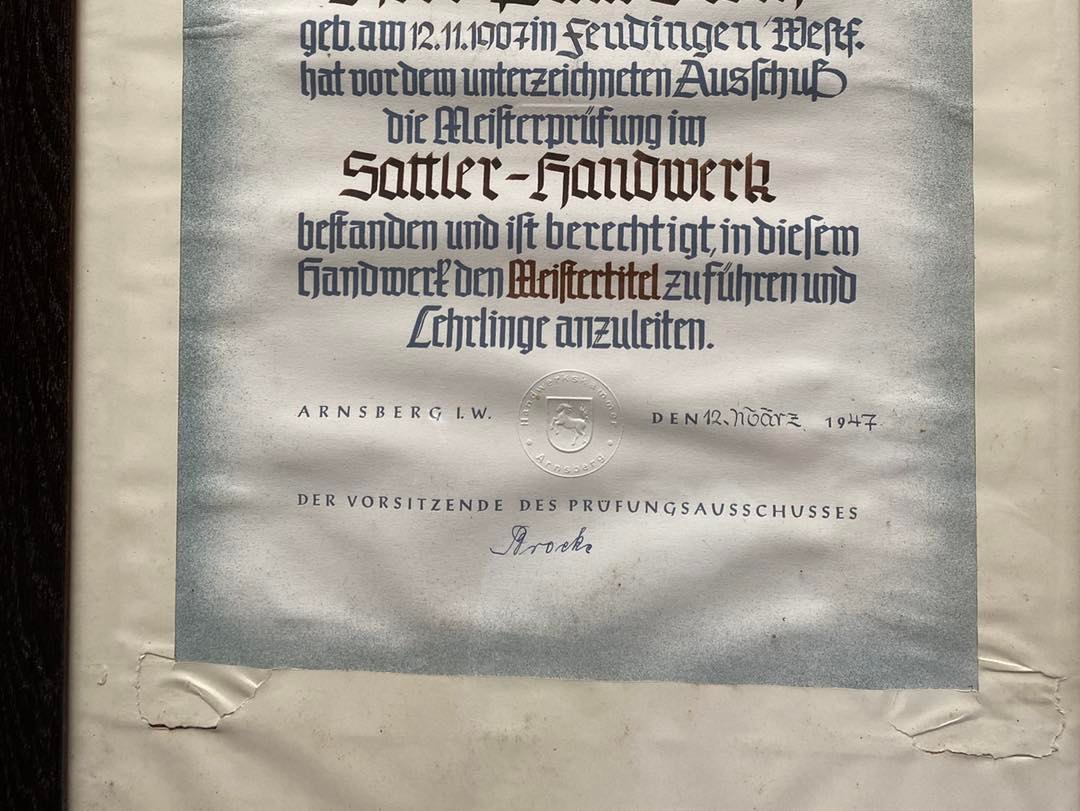 geb. am 12.11.1907 in Feudingen / Westf.
hat vor dem unterzeichneten Ausschuß
die Meisterprüfung im
Sattler-Handwerk
bestanden und ist berechtigt, in diesem
Handwerk den Meistertitel zu führen und
Lehrlinge anzuleiten.
ARNSBERG I.W.
Handwerkskammer
Arnsberg
DEN 12. März 1947
DER VORSITZENDE DES PRÜFUNGSAUSSCHUSSES